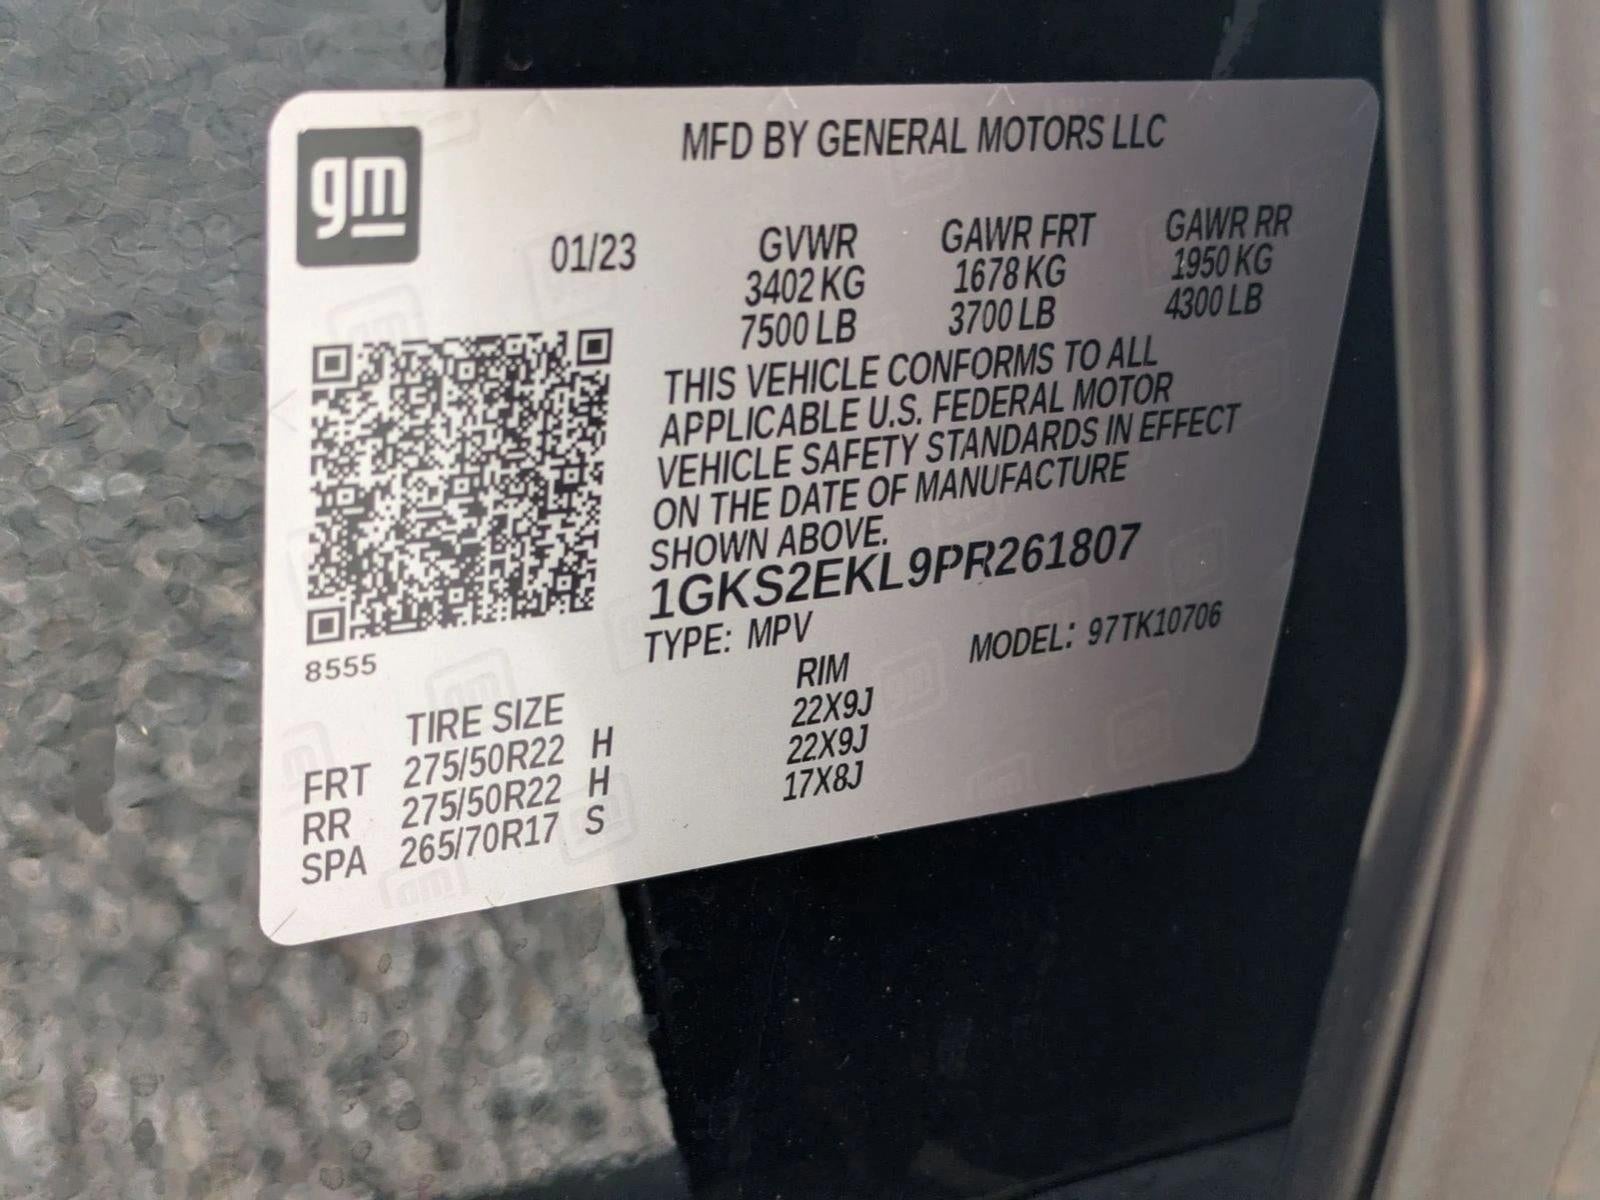 gm
MFD BY GENERAL MOTORS LLC
01/23 GVWR GAWR FRT GAWR RR
3402 KG 1678 KG 1950 KG
7500 LB 3700 LB 4300 LB
THIS VEHICLE CONFORMS TO ALL
APPLICABLE U.S. FEDERAL MOTOR
VEHICLE SAFETY STANDARDS IN EFFECT
ON THE DATE OF MANUFACTURE
SHOWN ABOVE.
1GKS2EKL9PR261807
TYPE: MPV MODEL: 97TK10706
8555
TIRE SIZE RIM
FRT 275/50R22 H 22X9J
RR 275/50R22 H 22X9J
SPA 265/70R17 S 17X8J